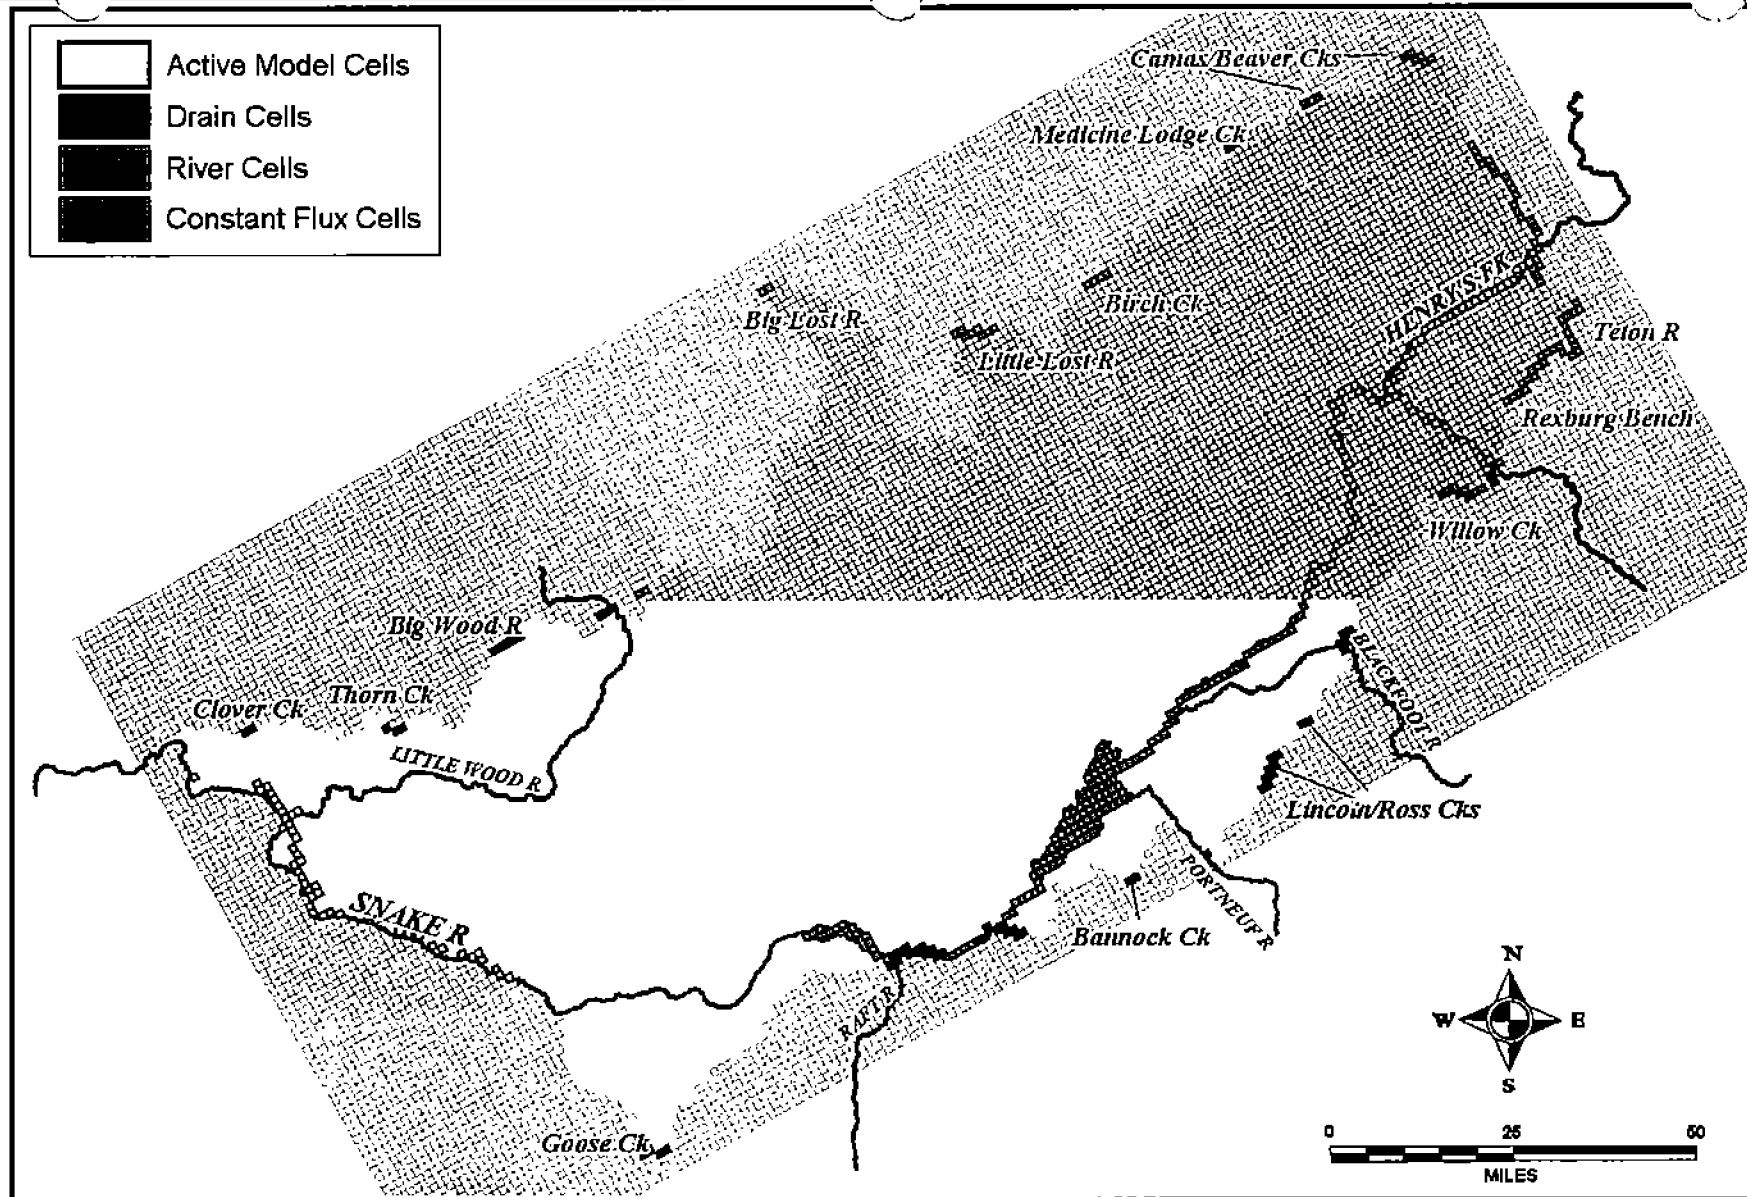 Active Model Cells
Drain Cells
River Cells
Constant Flux Cells
Camas/Beaver Cks
Medicine Lodge Ck
Big Lost R
Birch Ck
Little Lost R
HENRY'S FK
Teton R
Rexburg Bench
Willow Ck
Big Wood R
Thorn Ck
Clover Ck
LITTLE WOOD R
BLACKFOOT R
Lincoln/Ross Cks
PORTNEUF R
Bannock Ck
SNAKE R
RAFT R
Goose Ck
N
W
E
S
0
25
50
MILES